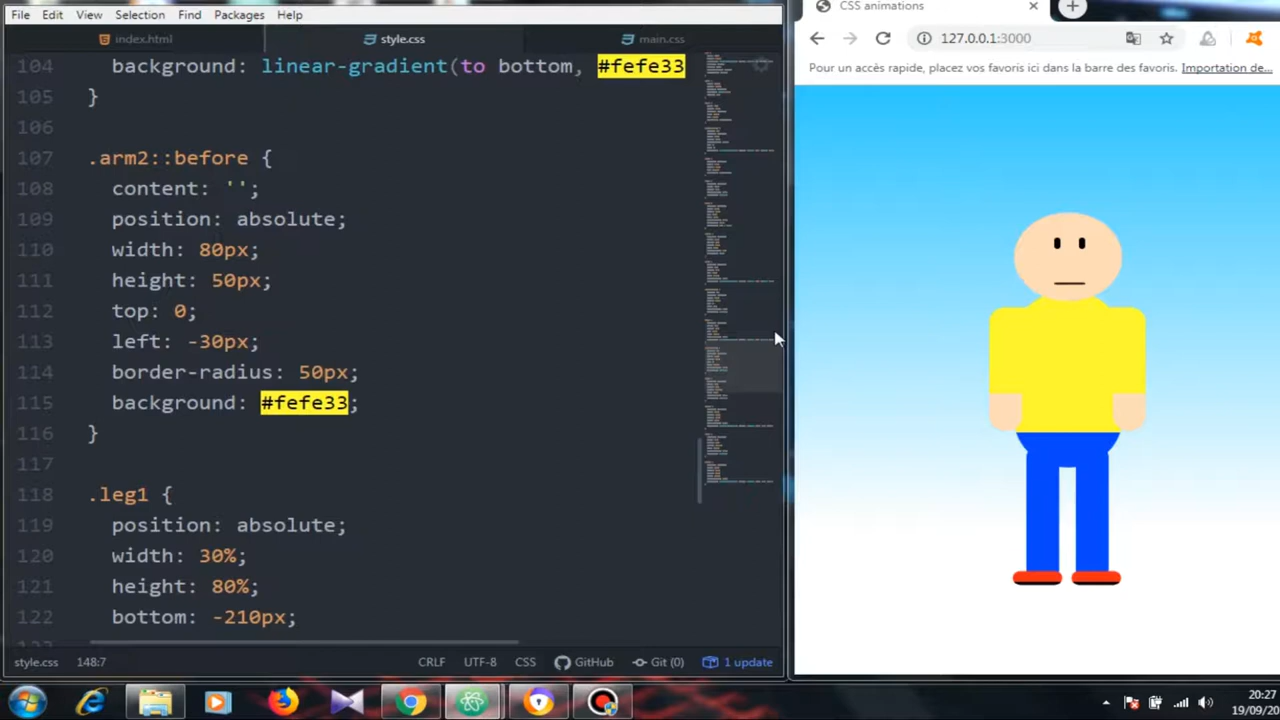 File Edit View Selection Find Packages Help
index.html style.css main.css
background: linear-gradient to bottom, #fefe33
105 }
106
107 .arm2::before {
108 content: '';
109 position: absolute;
110 width: 80px;
111 height: 50px;
112 top: 0;
113 left: -30px;
114 border-radius: 50px;
115 background: #fefe33;
116 }
117
118 .leg1 {
119 position: absolute;
120 width: 30%;
121 height: 80%;
122 bottom: -210px;
style.css 148:7 CRLF UTF-8 CSS GitHub Git (0) 1 update
CSS animations
127.0.0.1:3000
Pour un accès rapide, placez vos favoris ici dans la barre des favoris. Importation de...
20:27
19/09/20